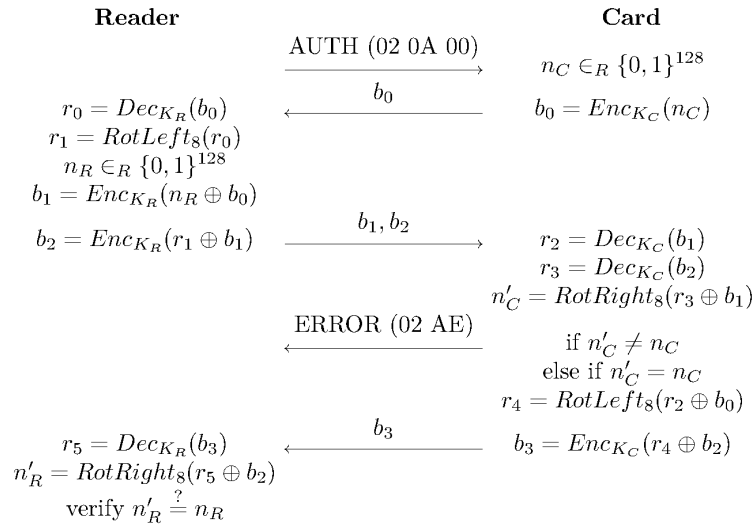 Reader Card
AUTH (02 0A 00)
n_C ∈_R {0, 1}^{128}
b_0
r_0 = Dec_{K_R}(b_0) b_0 = Enc_{K_C}(n_C)
r_1 = RotLeft_8(r_0)
n_R ∈_R {0, 1}^{128}
b_1 = Enc_{K_R}(n_R ⊕ b_0)
b_1, b_2
b_2 = Enc_{K_R}(r_1 ⊕ b_1) r_2 = Dec_{K_C}(b_1)
r_3 = Dec_{K_C}(b_2)
n'_C = RotRight_8(r_3 ⊕ b_1)
ERROR (02 AE)
if n'_C ≠ n_C
else if n'_C = n_C
r_4 = RotLeft_8(r_2 ⊕ b_0)
b_3
r_5 = Dec_{K_R}(b_3) b_3 = Enc_{K_C}(r_4 ⊕ b_2)
n'_R = RotRight_8(r_5 ⊕ b_2)
verify n'_R ≟ n_R